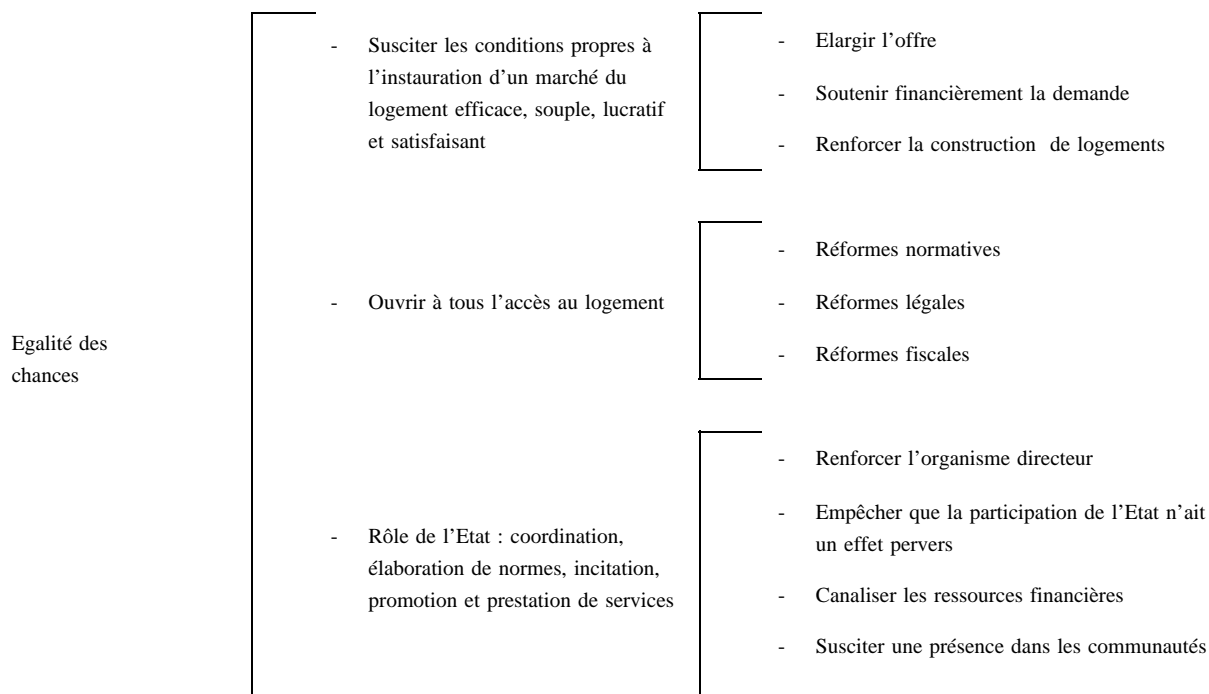 Egalité des
chances
- Susciter les conditions propres à
l'instauration d'un marché du
logement efficace, souple, lucratif
et satisfaisant
- Elargir l'offre
- Soutenir financièrement la demande
- Renforcer la construction de logements
- Ouvrir à tous l'accès au logement
- Réformes normatives
- Réformes légales
- Réformes fiscales
- Rôle de l'Etat : coordination,
élaboration de normes, incitation,
promotion et prestation de services
- Renforcer l'organisme directeur
- Empêcher que la participation de l'Etat n'ait
un effet pervers
- Canaliser les ressources financières
- Susciter une présence dans les communautés